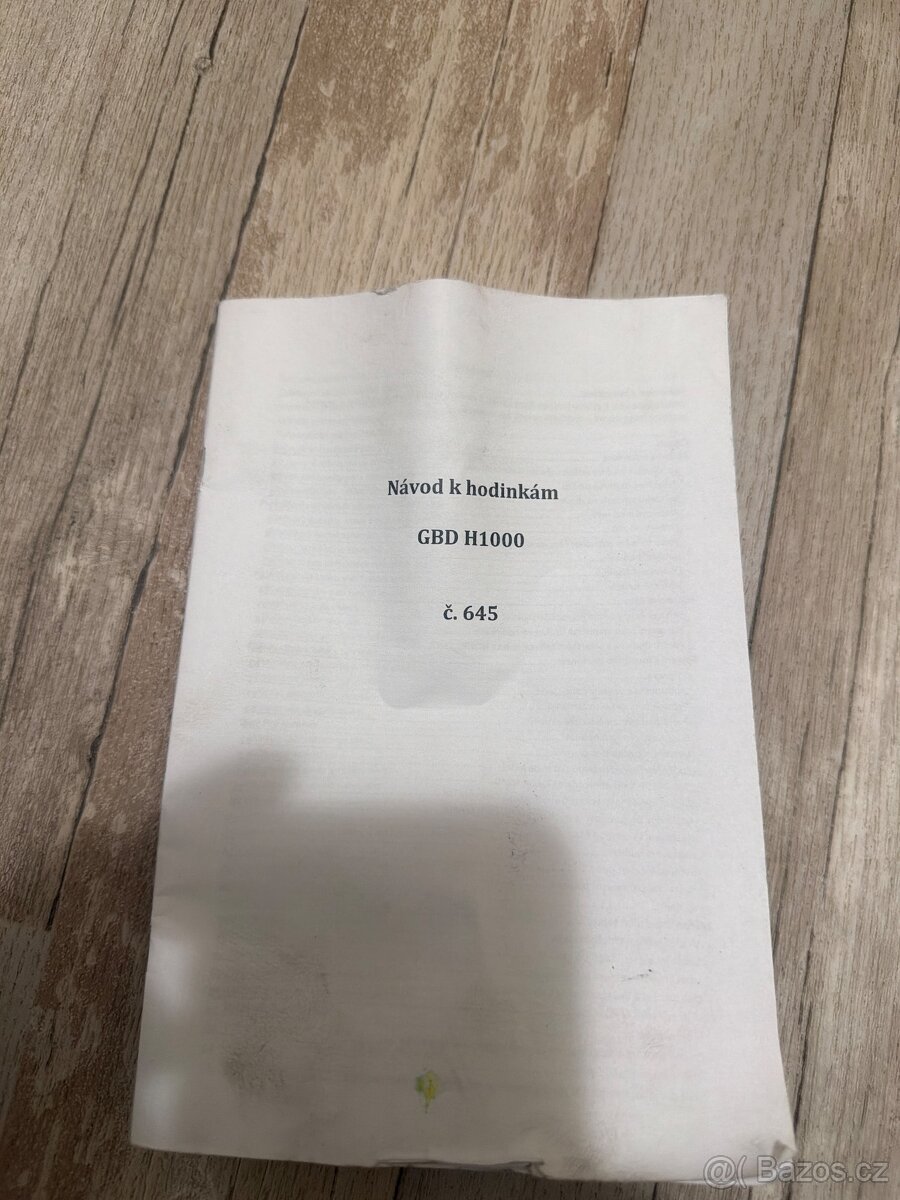 Návod k hodinkám
GBD H1000
č. 645
@( Bazos.cz